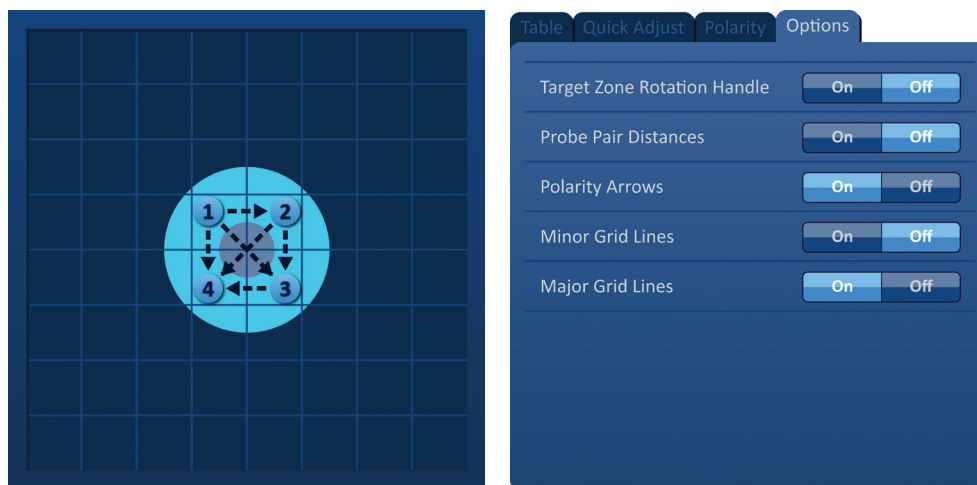 1 2
4 3
Table Quick Adjust Polarity Options
Target Zone Rotation Handle On Off
Probe Pair Distances On Off
Polarity Arrows On Off
Minor Grid Lines On Off
Major Grid Lines On Off